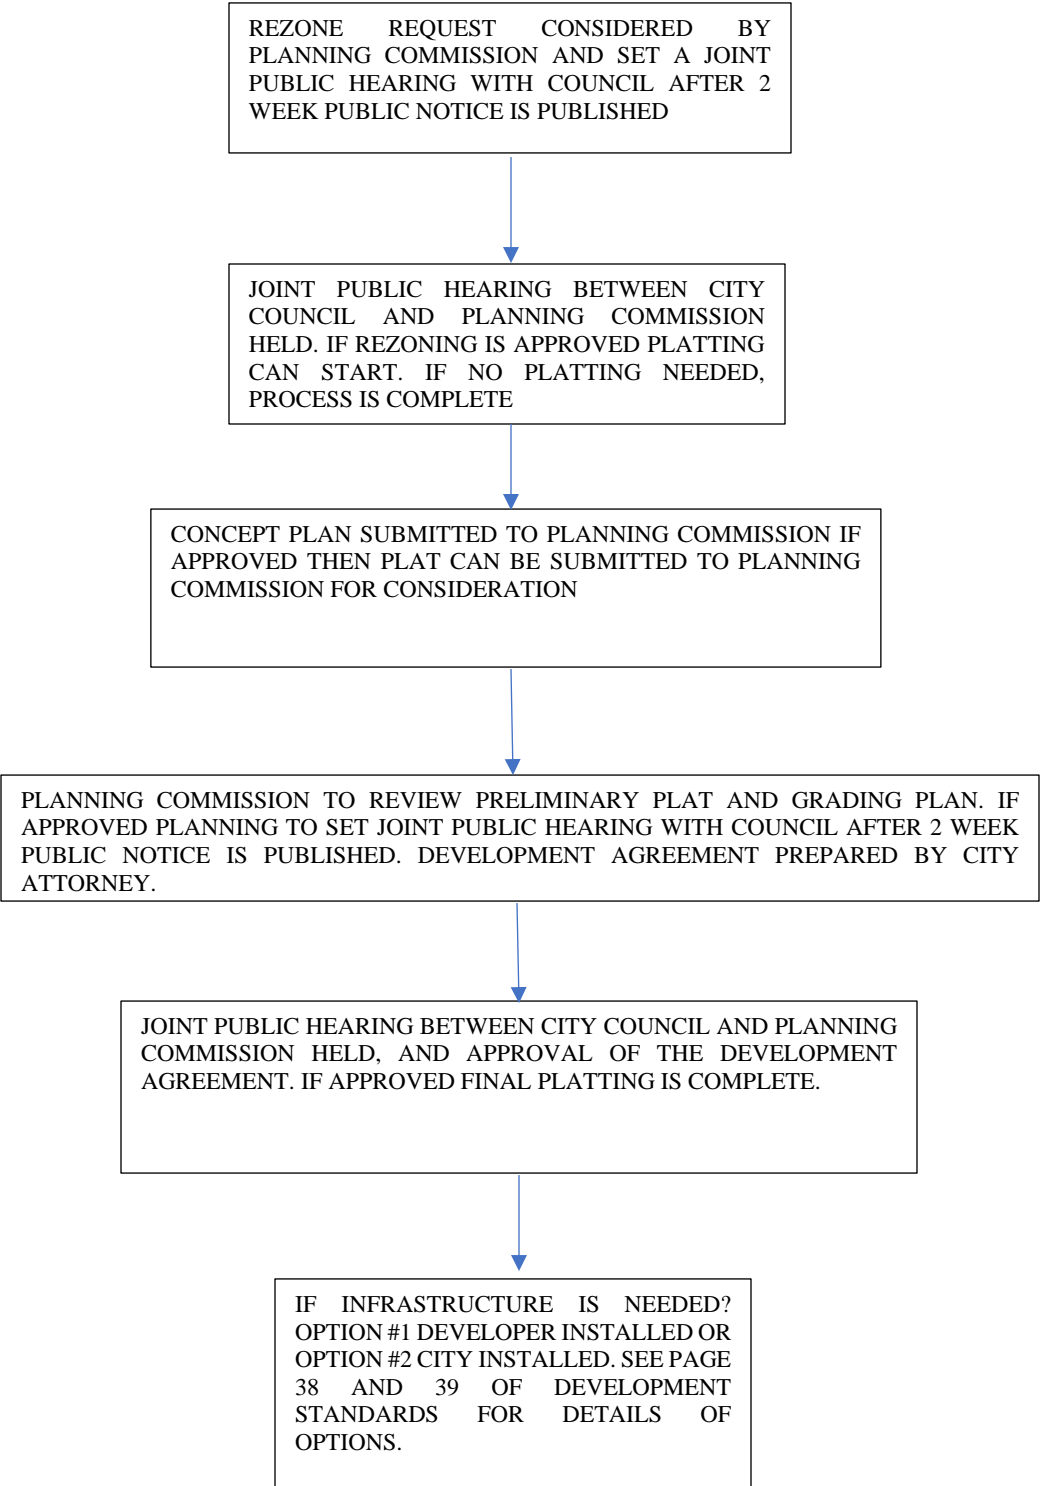 REZONE REQUEST CONSIDERED BY
PLANNING COMMISSION AND SET A JOINT
PUBLIC HEARING WITH COUNCIL AFTER 2
WEEK PUBLIC NOTICE IS PUBLISHED
JOINT PUBLIC HEARING BETWEEN CITY
COUNCIL AND PLANNING COMMISSION
HELD. IF REZONING IS APPROVED PLATTING
CAN START. IF NO PLATTING NEEDED,
PROCESS IS COMPLETE
CONCEPT PLAN SUBMITTED TO PLANNING COMMISSION IF
APPROVED THEN PLAT CAN BE SUBMITTED TO PLANNING
COMMISSION FOR CONSIDERATION
PLANNING COMMISSION TO REVIEW PRELIMINARY PLAT AND GRADING PLAN. IF
APPROVED PLANNING TO SET JOINT PUBLIC HEARING WITH COUNCIL AFTER 2 WEEK
PUBLIC NOTICE IS PUBLISHED. DEVELOPMENT AGREEMENT PREPARED BY CITY
ATTORNEY.
JOINT PUBLIC HEARING BETWEEN CITY COUNCIL AND PLANNING
COMMISSION HELD, AND APPROVAL OF THE DEVELOPMENT
AGREEMENT. IF APPROVED FINAL PLATTING IS COMPLETE.
IF INFRASTRUCTURE IS NEEDED?
OPTION #1 DEVELOPER INSTALLED OR
OPTION #2 CITY INSTALLED. SEE PAGE
38 AND 39 OF DEVELOPMENT
STANDARDS FOR DETAILS OF
OPTIONS.